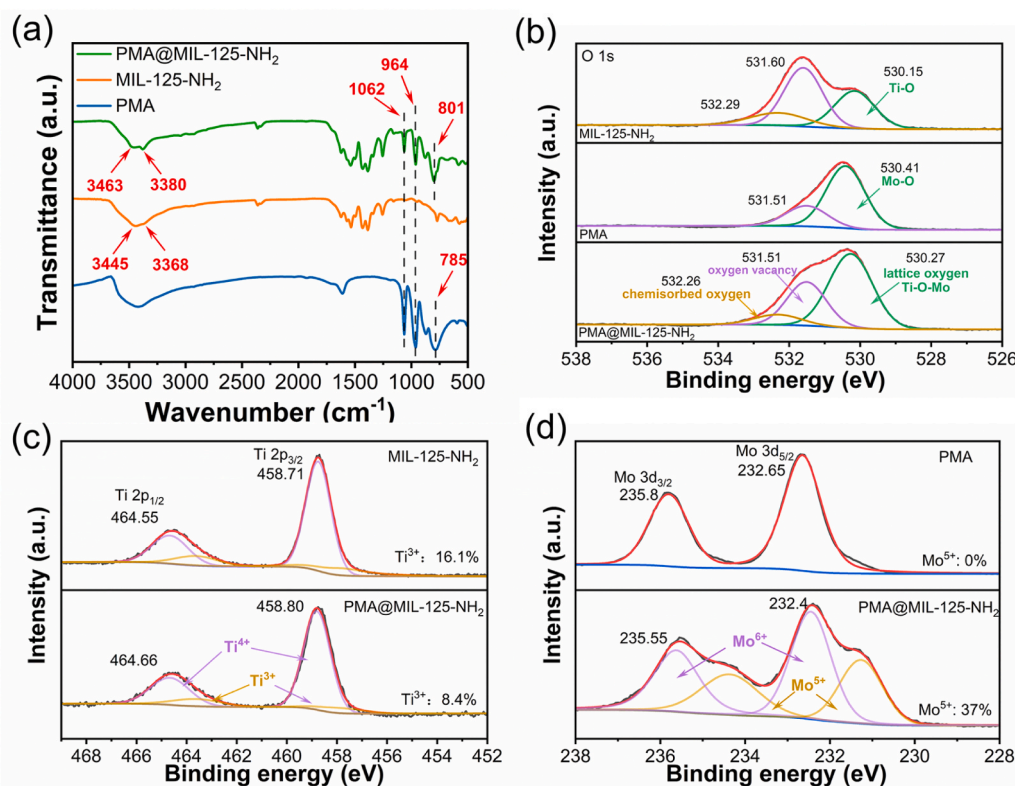 (a)
PMA@MIL-125-NH₂
MIL-125-NH₂
PMA
964
1062
801
3463
3380
3445
3368
785
Transmittance (a.u.)
4000 3500 3000 2500 2000 1500 1000 500
Wavenumber (cm⁻¹)
(b)
O 1s
531.60
530.15
Ti-O
532.29
MIL-125-NH₂
530.41
Mo-O
531.51
PMA
531.51
530.27
532.26
oxygen vacancy
lattice oxygen
chemisorbed oxygen
Ti-O-Mo
PMA@MIL-125-NH₂
Intensity (a.u.)
538 536 534 532 530 528 526
Binding energy (eV)
(c)
Ti 2p₃/₂
458.71
MIL-125-NH₂
Ti 2p₁/₂
464.55
Ti³⁺: 16.1%
458.80
PMA@MIL-125-NH₂
464.66
Ti⁴⁺
Ti³⁺
Ti³⁺: 8.4%
Intensity (a.u.)
468 466 464 462 460 458 456 454 452
Binding energy (eV)
(d)
Mo 3d₅/₂
232.65
PMA
Mo 3d₃/₂
235.8
Mo⁵⁺: 0%
232.4
PMA@MIL-125-NH₂
235.55
Mo⁶⁺
Mo⁵⁺
Mo⁵⁺: 37%
Intensity (a.u.)
238 236 234 232 230 228
Binding energy (eV)